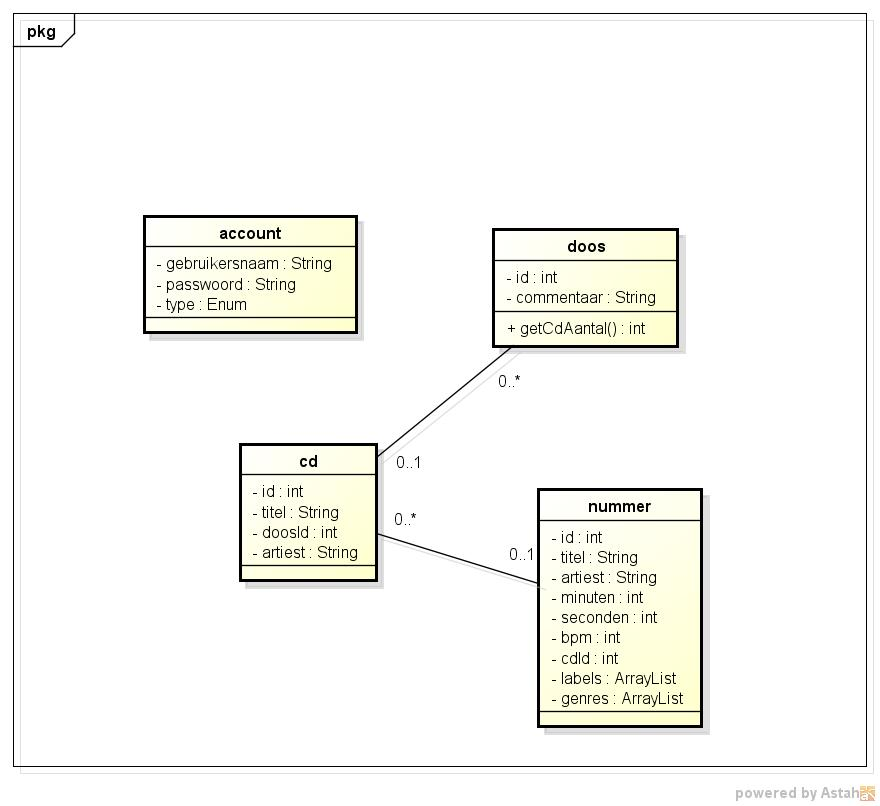 pkg
account
- gebruikersnaam : String
- passwoord : String
- type : Enum
doos
- id : int
- commentaar : String
+ getCdAantal() : int
0..*
0..1
cd
- id : int
- titel : String
- doosId : int
- artiest : String
0..*
0..1
nummer
- id : int
- titel : String
- artiest : String
- minuten : int
- seconden : int
- bpm : int
- cdId : int
- labels : ArrayList
- genres : ArrayList
powered by Astah